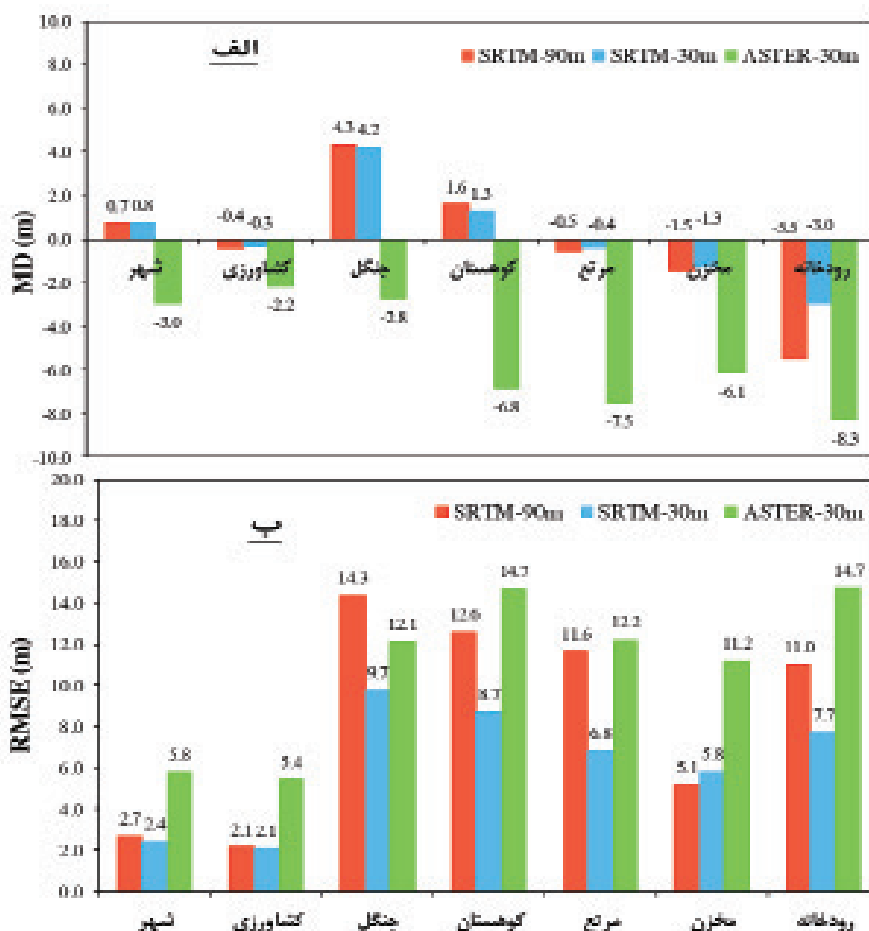 الف
SRTM-90m SRTM-30m ASTER-30m
MD (m)
10.0
8.0
6.0
4.0
2.0
0.0
-2.0
-4.0
-6.0
-8.0
-10.0
0.7 0.8 -0.4 -0.3 4.3 4.2 1.6 1.3 -0.5 -0.4 -1.5 -1.3 -3.0
شهر کشاورزی جنگل کوهستان مرتع مخزن رودخانه
-3.0 -2.2 -2.8 -6.8 -7.5 -6.1 -8.3
ب
SRTM-90m SRTM-30m ASTER-30m
RMSE (m)
20.0
18.0
16.0
14.0
12.0
10.0
8.0
6.0
4.0
2.0
0.0
2.7 2.4 5.8 2.1 2.1 5.4 14.3 9.7 12.1 12.6 8.7 14.7 11.6 6.8 12.2 5.1 5.8 11.2 11.0 7.7 14.7
شهر کشاورزی جنگل کوهستان مرتع مخزن رودخانه